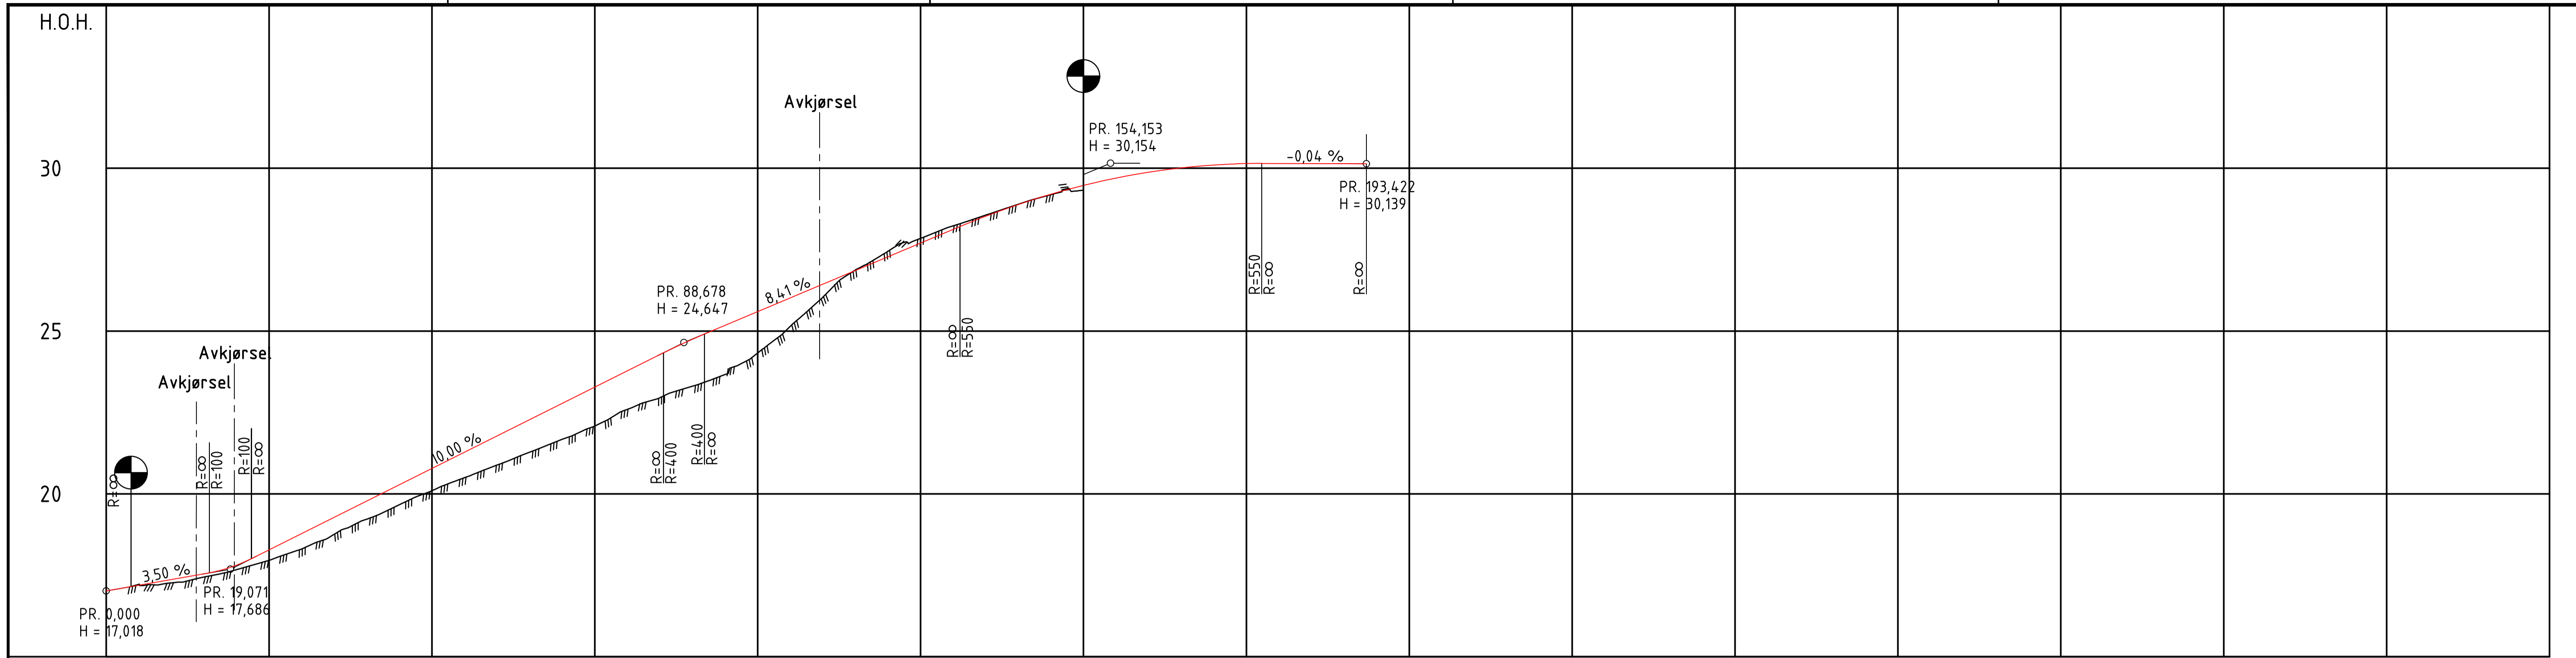 H.O.H.
PR. 154,153
H = 30,154
Avkjørsel
-0,04 %
30
PR. 193,422
H = 30,139
R=550
R=∞
R=∞
8,41 %
PR. 88,678
H = 24,647
25
R=∞
R=550
Avkjørsel
Avkjørsel
10,00 %
R=400
R=∞
R=∞
R=400
R=∞
R=100
R=100
R=∞
R=∞
20
3,50 %
PR. 19,071
H = 17,686
PR. 0,000
H = 17,018